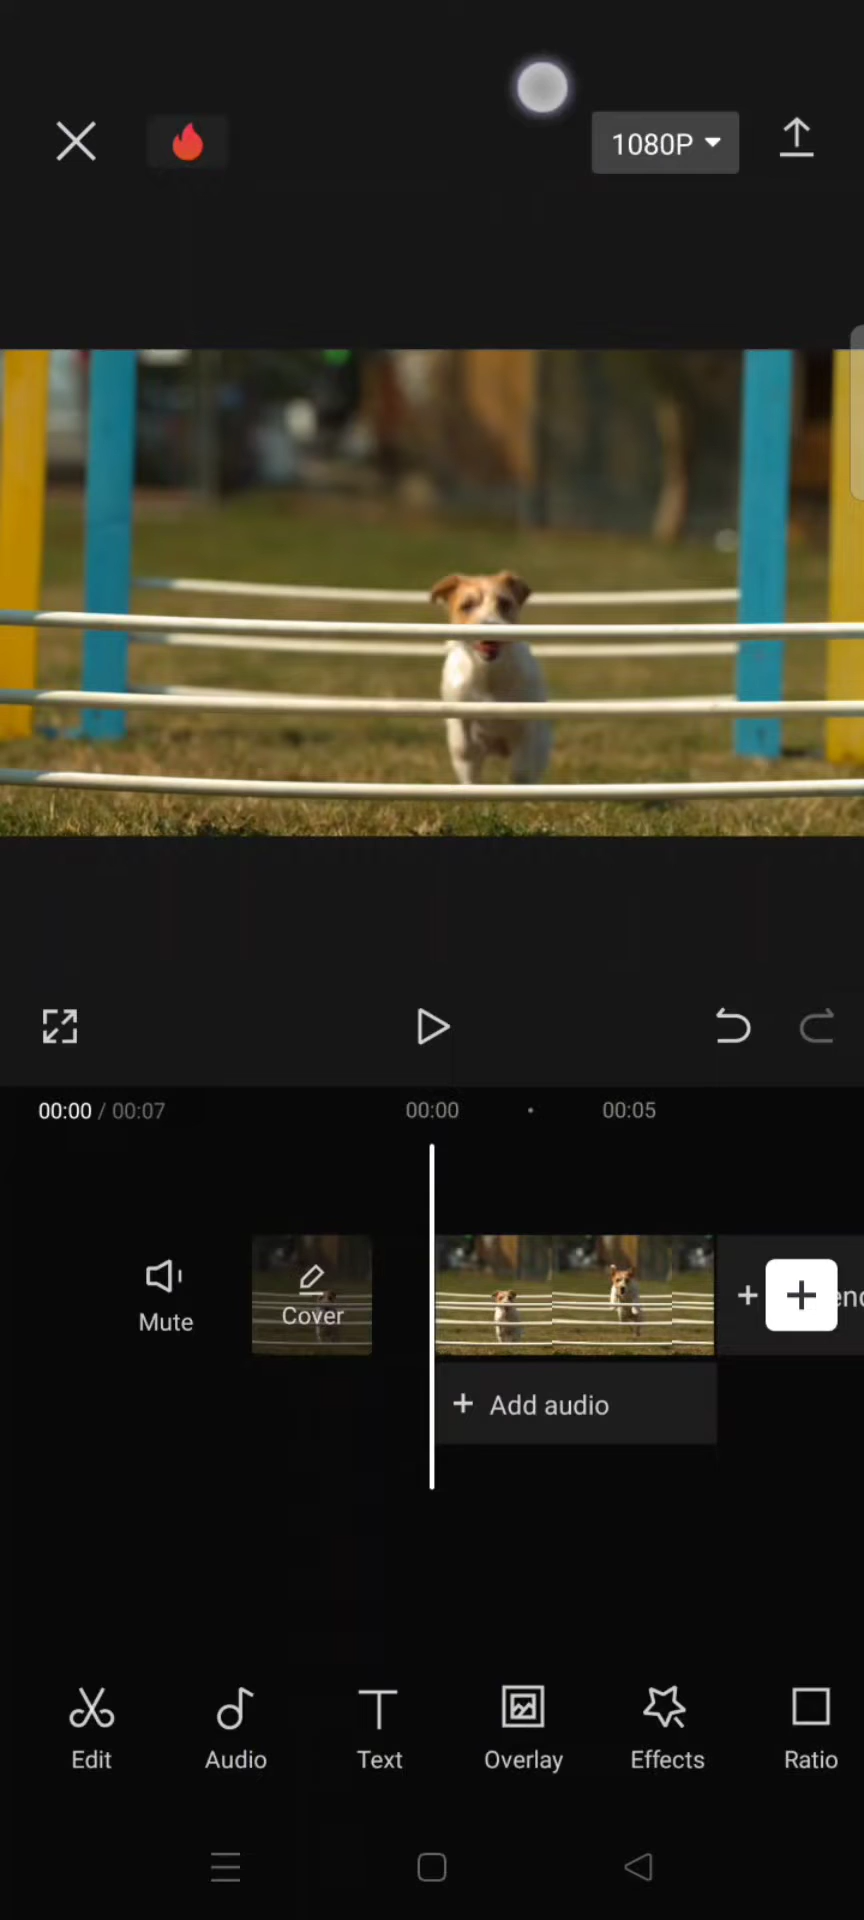 1080P
00:00 / 00:07
00:00
00:05
Mute
Cover
Add audio
Edit
Audio
Text
Overlay
Effects
Ratio